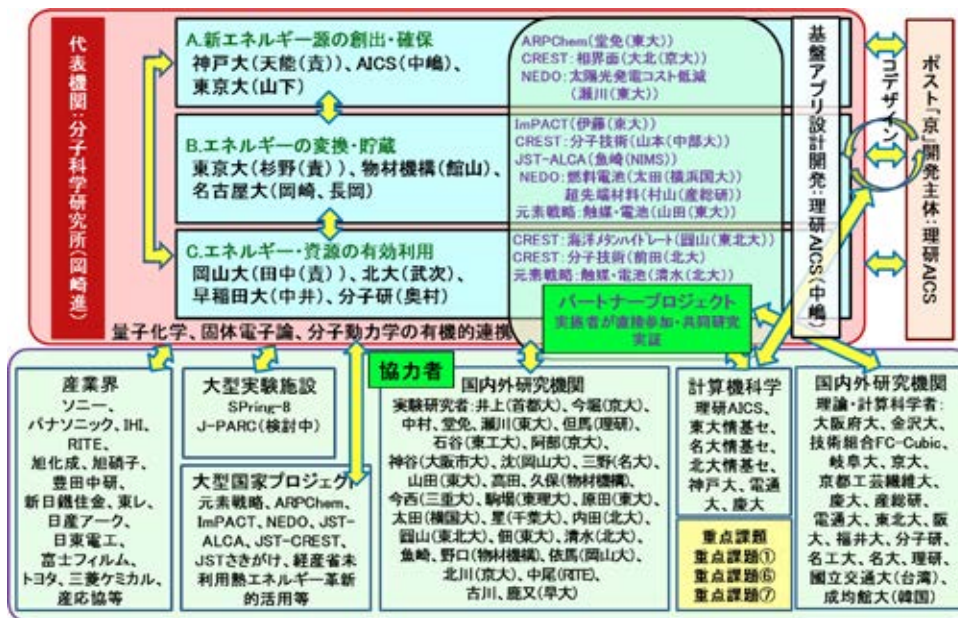 代表機関:分子科学研究所(岡崎進)
A.新エネルギー源の創出・確保
神戸大(天能(責))、AICS(中嶋)、
東京大(山下)
ARPChem(堂免(東大)
CREST:相界面(大北(京大)
NEDO:太陽光発電コスト低減
(瀬川(東大))
B.エネルギーの変換・貯蔵
東京大(杉野(責))、物材機構(館山)、
名古屋大(岡崎、長岡)
ImPACT(伊藤(東大)
CREST:分子技術(山本(中部大)
JST-ALCA(魚崎(NIMS))
NEDO:燃料電池(太田(横浜国大)
超先端材料(村山(産総研))
元素戦略:触媒・電池(山田(東大)
C.エネルギー・資源の有効利用
岡山大(田中(責))、北大(武次)、
早稲田大(中井)、分子研(奥村)
CREST:海洋メタンハイドレート(圓山(東北大))
CREST:分子技術(前田(北大)
元素戦略:触媒・電池(清水(北大)
基盤アプリ設計開発:理研AICS(中嶋)
コデザイン
ポスト「京」開発主体:理研AICS
量子化学、固体電子論、分子動力学の有機的連携
パートナープロジェクト
実施者が直接参加・共同研究
実証
協力者
産業界
ソニー、
パナソニック、IHI、
RITE、
旭化成、旭硝子、
豊田中研、
新日鐵住金、東レ、
日産アーク、
日東電工、
富士フィルム、
トヨタ、三菱ケミカル、
産応協等
大型実験施設
SPring-8
J-PARC(検討中)
大型国家プロジェクト
元素戦略、ARPChem、
ImPACT、NEDO、JST-
ALCA、JST-CREST、
JSTさきがけ、経産省未
利用熱エネルギー革新
的活用等
国内外研究機関
実験研究者:井上(首都大)、今堀(京大)、
中村、堂免、瀬川(東大)、但馬(理研)、
石谷(東工大)、阿部(京大)、
神谷(大阪市大)、沈(岡山大)、三野(名大)、
山田(東大)、高田、久保(物材機構)、
今西(三重大)、駒場(東理大)、原田(東大)、
太田(横国大)、星(千葉大)、内田(北大)、
圓山(東北大)、佃(東大)、清水(北大)、
魚崎、野口(物材機構)、依馬(岡山大)、
北川(京大)、中尾(RITE)、
古川、鹿又(早大)
計算機科学
理研AICS、
東大情基セ、
名大情基セ、
北大情基セ、
神戸大、電通
大、慶大
重点課題
重点課題①
重点課題⑥
重点課題⑦
国内外研究機関
理論・計算科学者:
大阪府大、金沢大、
技術組合FC-Cubic、
岐阜大、京大、
京都工芸繊維大、
慶大、産総研、
電通大、東北大、阪
大、福井大、分子研、
名工大、名大、理研、
國立交通大(台湾)、
成均館大(韓国)